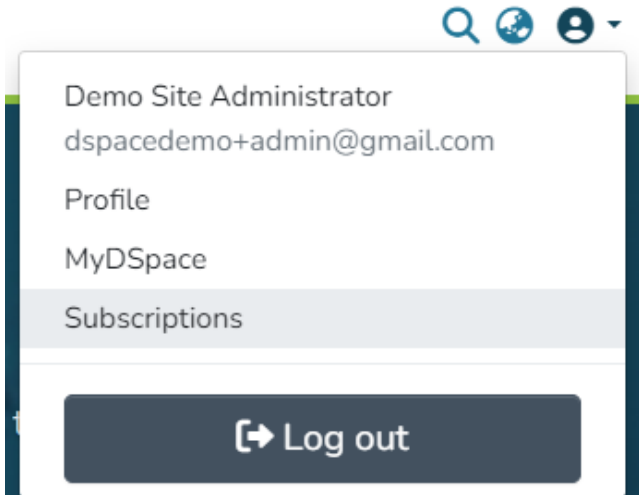 Demo Site Administrator
dspacedemo+admin@gmail.com
Profile
MyDSpace
Subscriptions
Log out